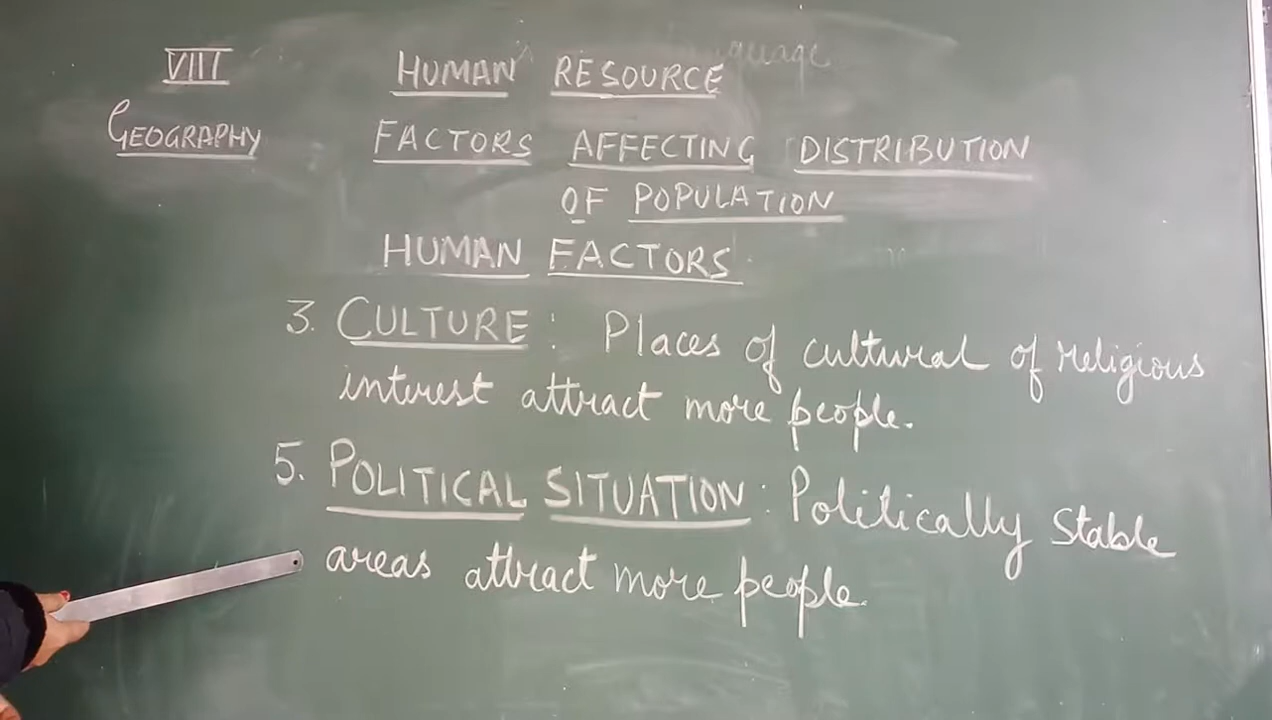 VIII
GEOGRAPHY
HUMAN RESOURCE
FACTORS AFFECTING DISTRIBUTION
OF POPULATION
HUMAN FACTORS
3. CULTURE: Places of cultural of religious
interest attract more people.
5. POLITICAL SITUATION: Politically stable
areas attract more people.